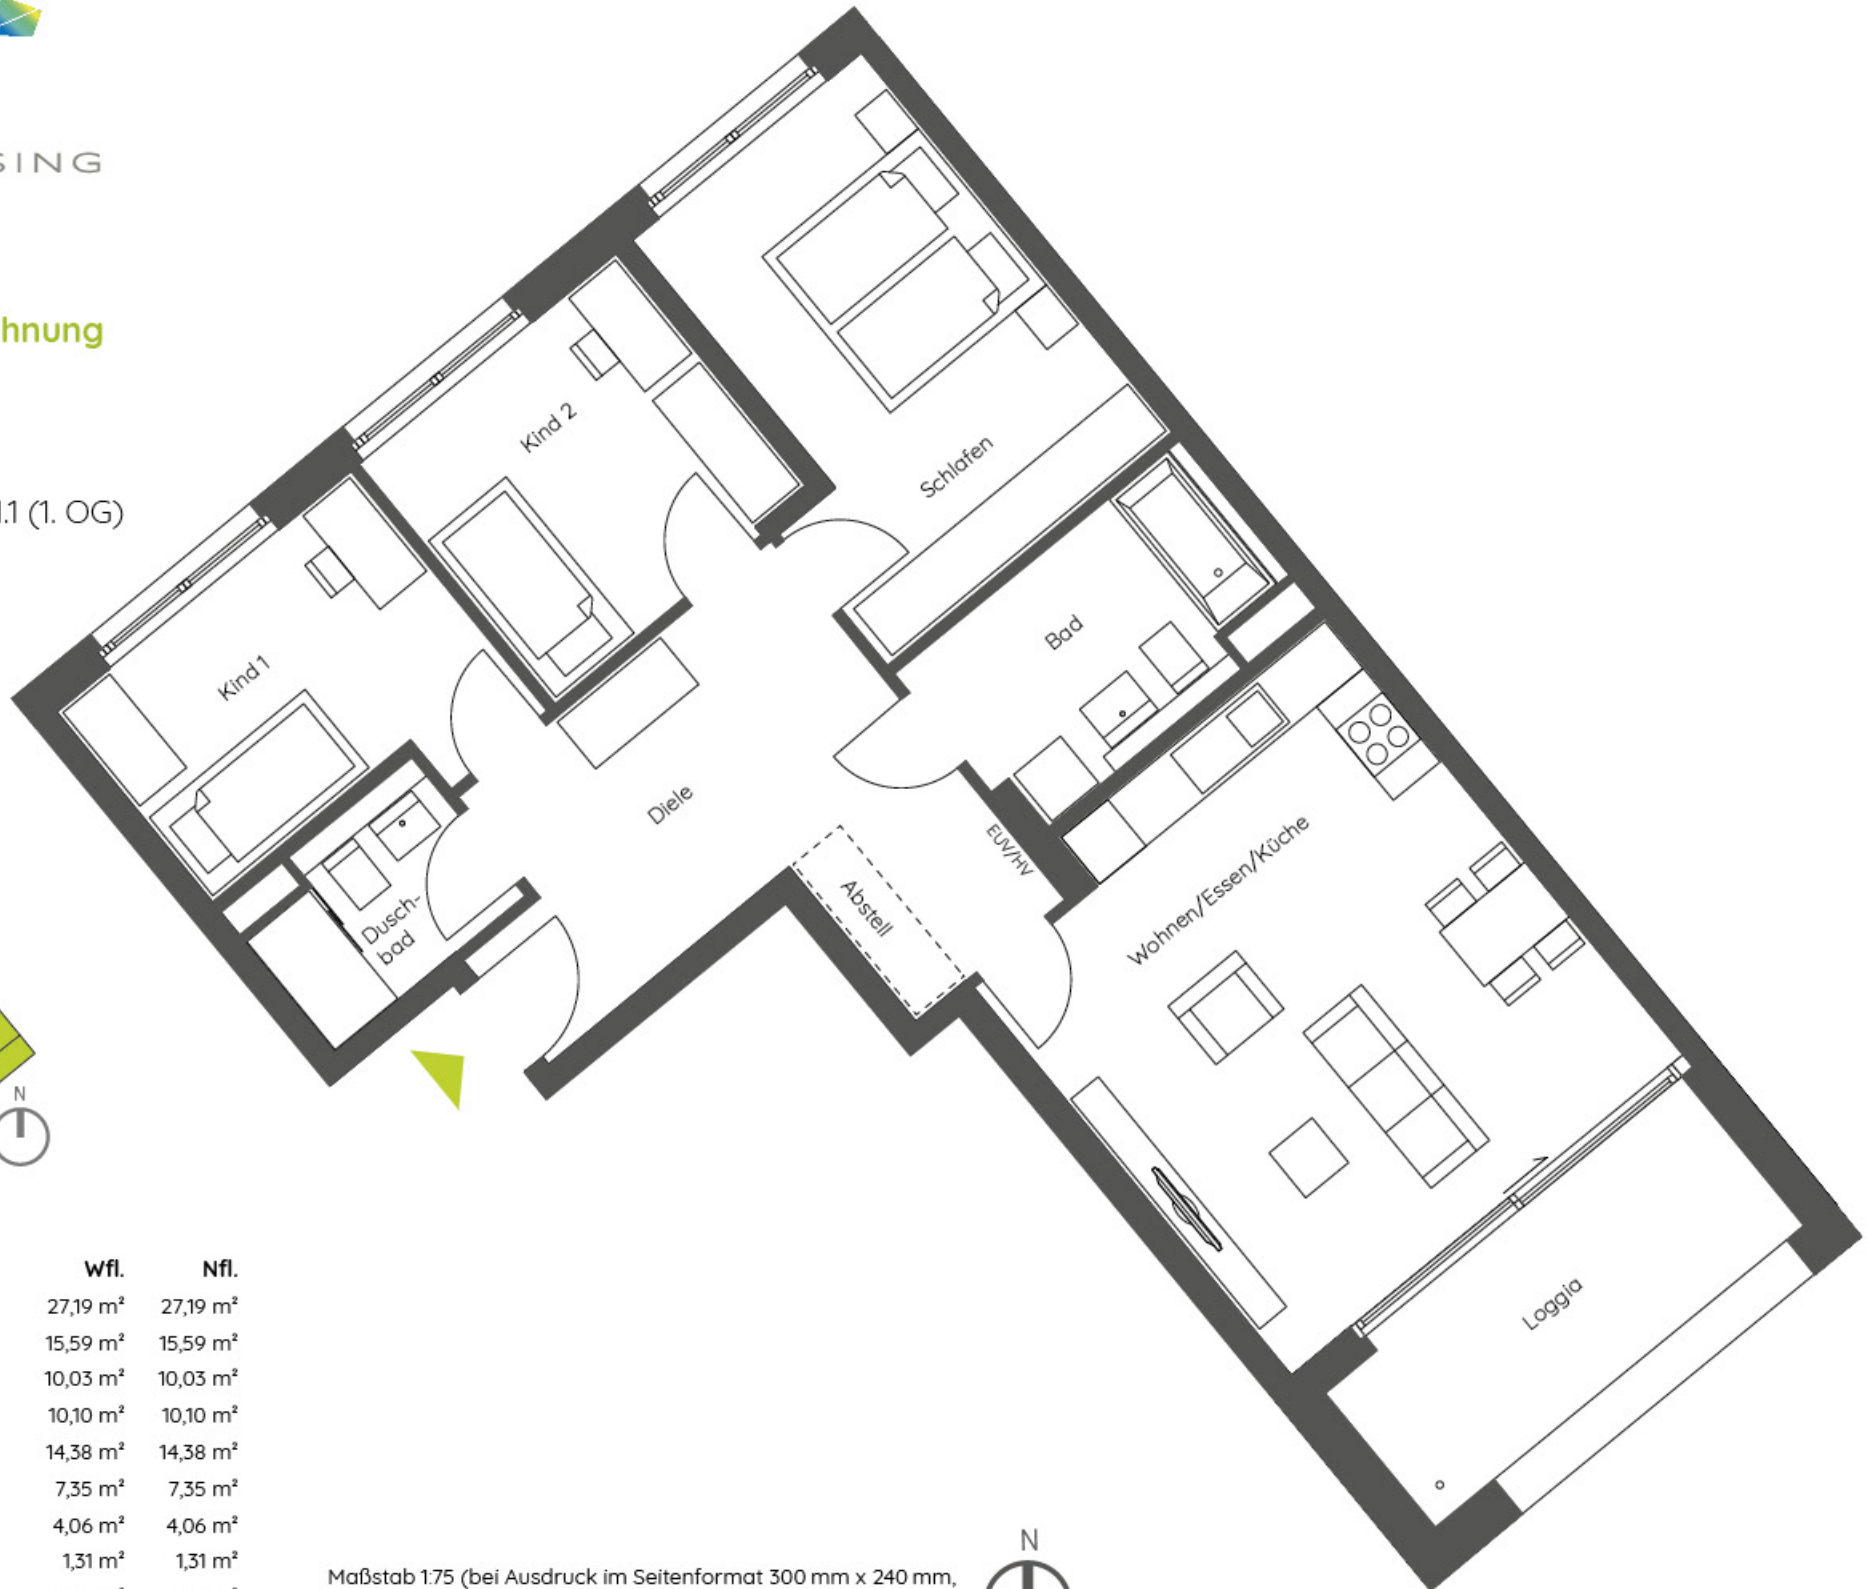 SING
hnung
1.1 (1. OG)
Kind 1
Kind 2
Schlafen
Bad
Diele
Dusch-
bad
Abstell
EUV/HV
Wohnen/Essen/Küche
Loggia
N
Wfl. Nfl.
27,19 m² 27,19 m²
15,59 m² 15,59 m²
10,03 m² 10,03 m²
10,10 m² 10,10 m²
14,38 m² 14,38 m²
7,35 m² 7,35 m²
4,06 m² 4,06 m²
1,31 m² 1,31 m²
Maßstab 1:75 (bei Ausdruck im Seitenformat 300 mm x 240 mm,
N